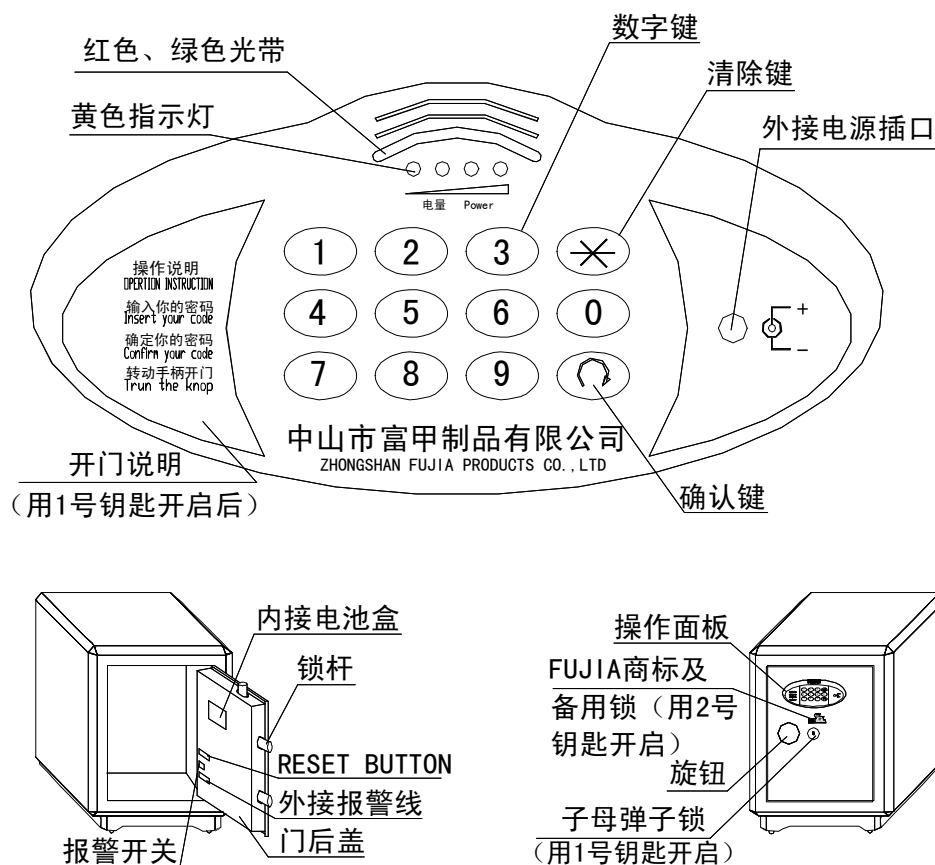 红色、绿色光带
数字键
清除键
黄色指示灯
外接电源插口
电量 Power
1 2 3
操作说明
OPERTION INSTRUCTION
输入你的密码
Insert your code
确定你的密码
Confirm your code
转动手柄开门
Trun the knop
4 5 6 0
+
−
7 8 9
中山市富甲制品有限公司
ZHONGSHAN FUJIA PRODUCTS CO.,LTD
开门说明
（用1号钥匙开启后）
确认键
内接电池盒
锁杆
RESET BUTTON
外接报警线
门后盖
报警开关
操作面板
FUJIA商标及
备用锁（用2号
钥匙开启）
旋钮
子母弹子锁
（用1号钥匙开启）